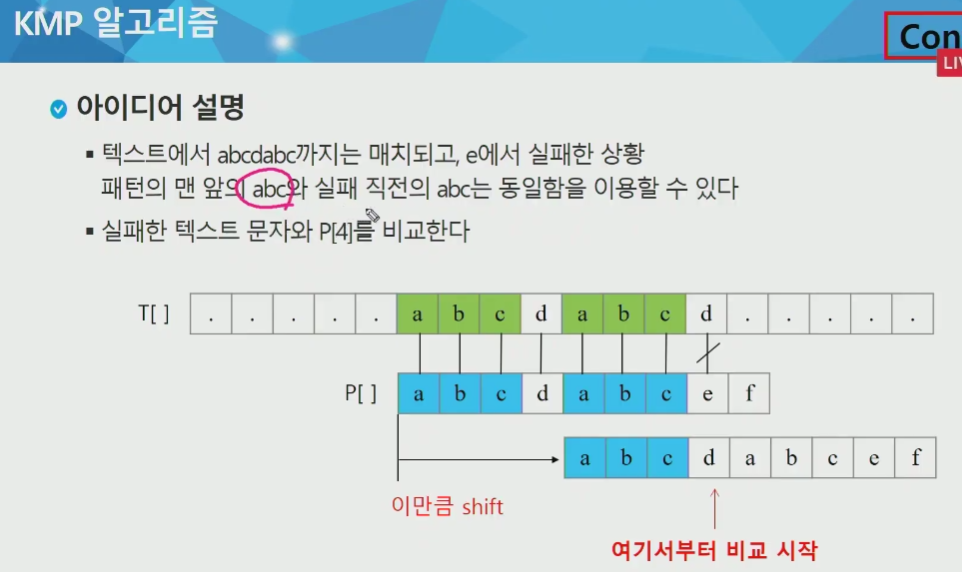 KMP 알고리즘
Con
LIV
아이디어 설명
▪ 텍스트에서 abcdabc까지는 매치되고, e에서 실패한 상황
패턴의 맨 앞의 abc와 실패 직전의 abc는 동일함을 이용할 수 있다
▪ 실패한 텍스트 문자와 P[4]를 비교한다
T[ ] . . . . . a b c d a b c d . . . . .
P[ ] a b c d a b c e f
a b c d a b c e f
이만큼 shift
여기서부터 비교 시작